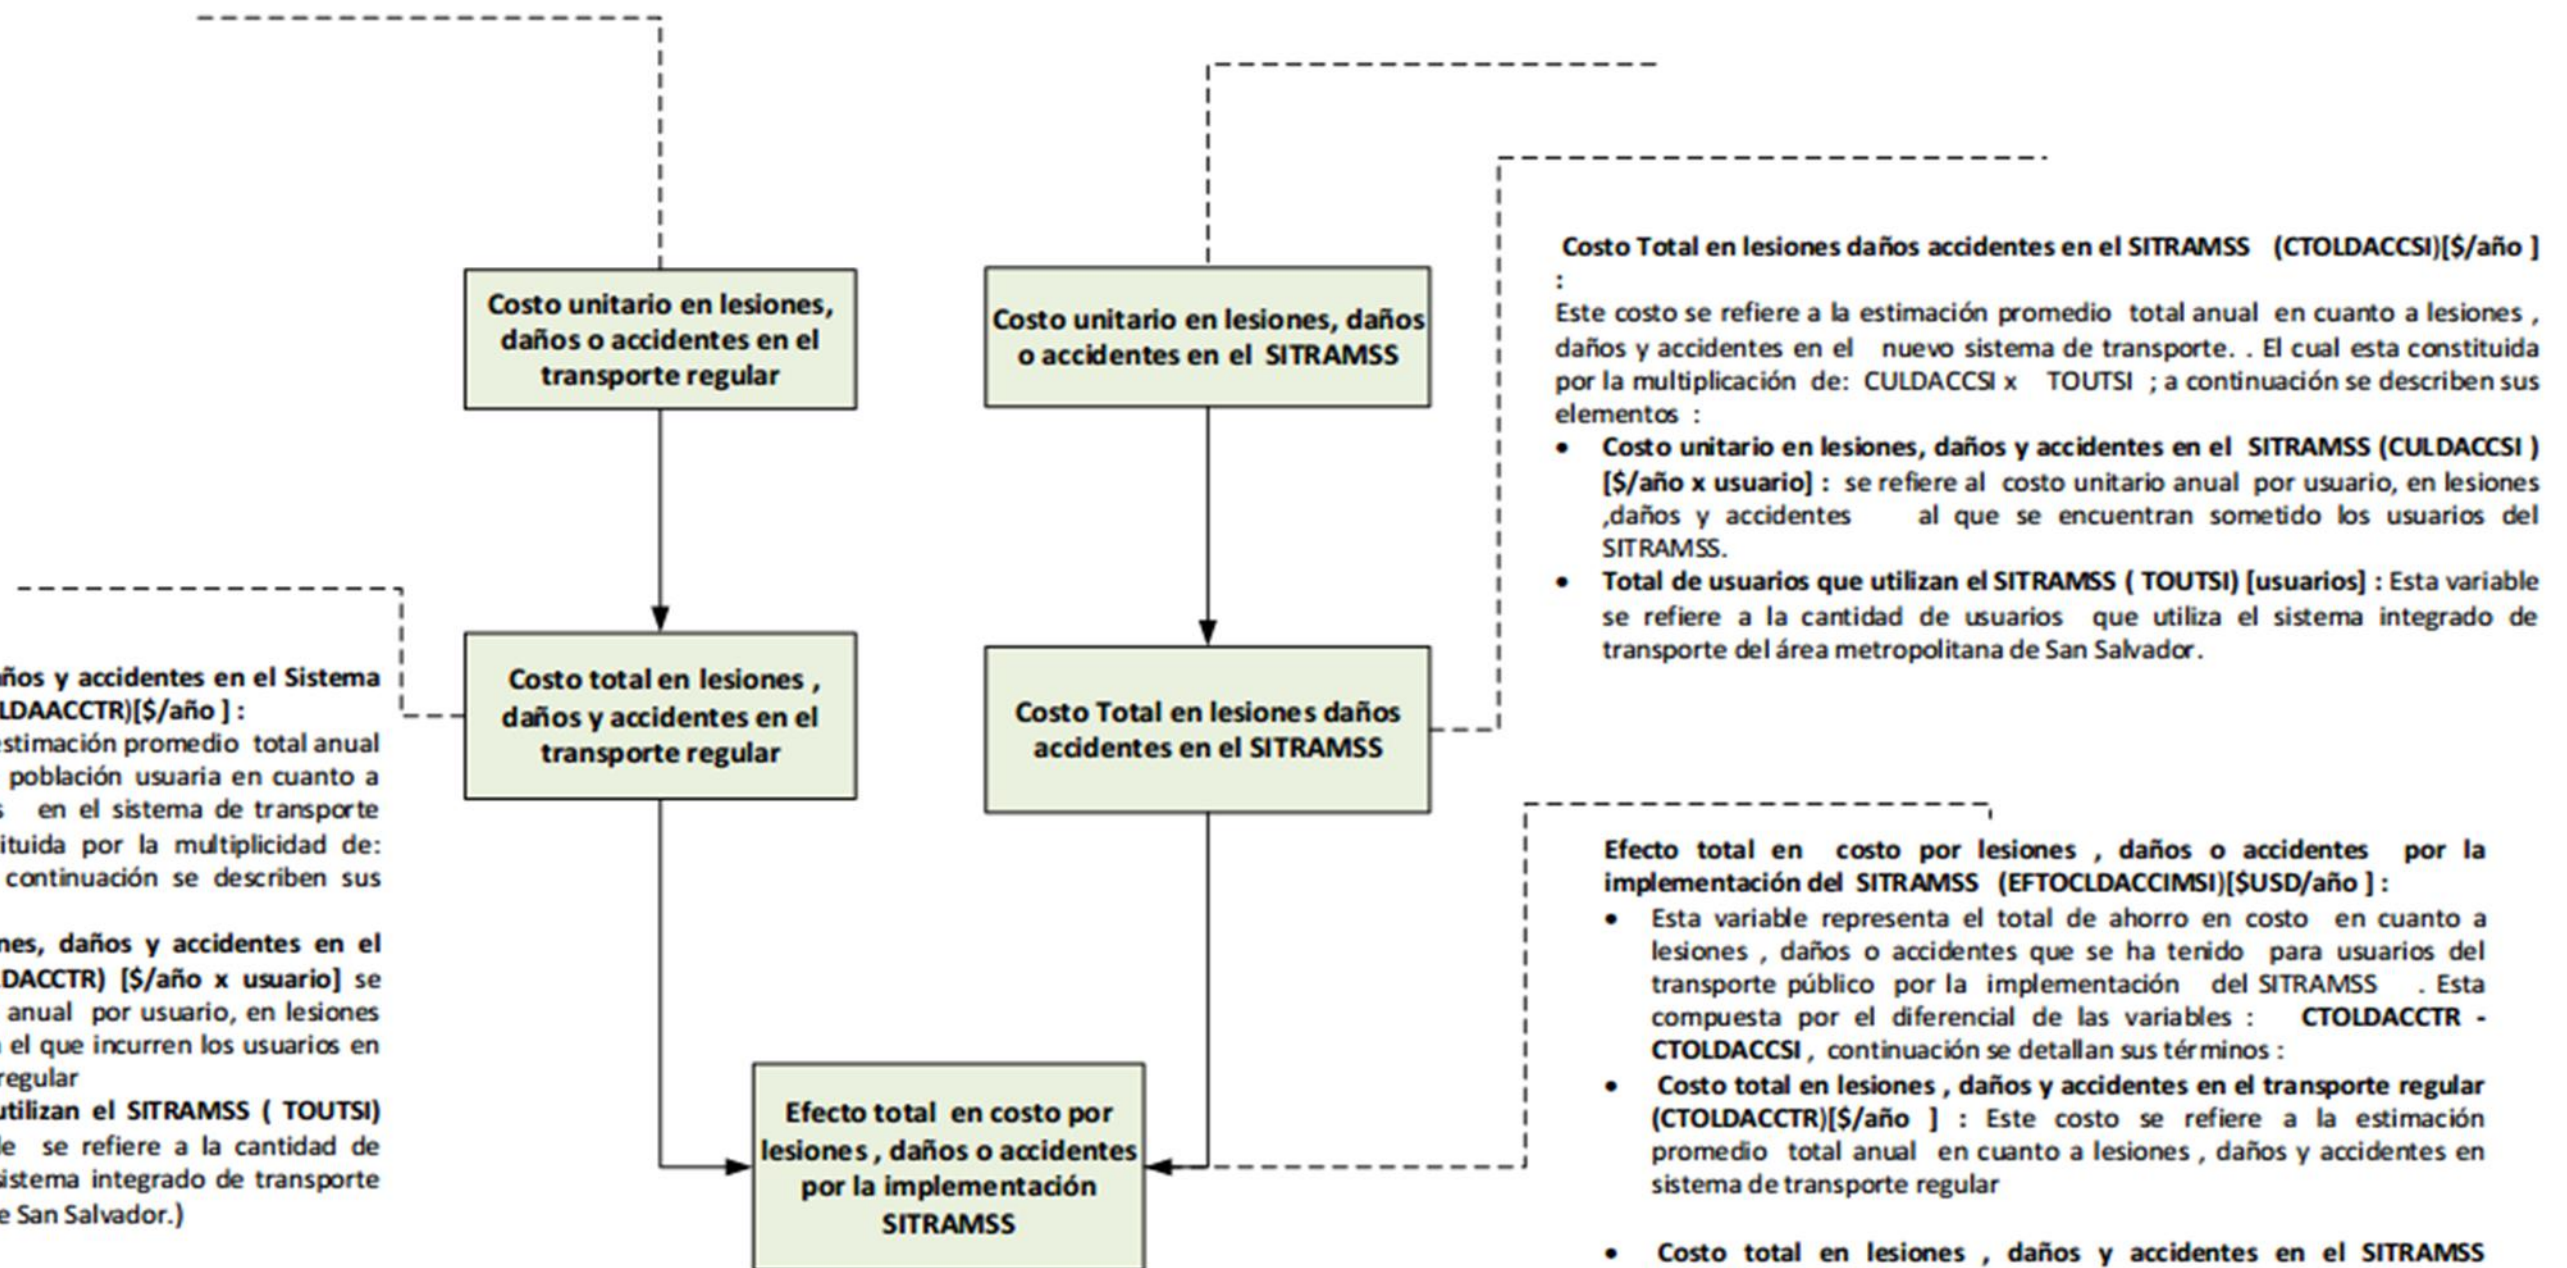 Costo unitario en lesiones,
daños o accidentes en el
transporte regular
Costo unitario en lesiones, daños
o accidentes en el SITRAMSS
Costo total en lesiones ,
daños y accidentes en el
transporte regular
Costo Total en lesiones daños
accidentes en el SITRAMSS
Efecto total en costo por
lesiones , daños o accidentes
por la implementación
SITRAMSS
y accidentes en el Sistema
[$/año ] :
promedio total anual
población usuaria en cuanto a
en el sistema de transporte
por la multiplicidad de:
continuación se describen sus
daños y accidentes en el
[$/año x usuario] se
anual por usuario, en lesiones
el que incurren los usuarios en
regular
utilizan el SITRAMSS ( TOUTSI)
se refiere a la cantidad de
sistema integrado de transporte
San Salvador.)
Costo Total en lesiones daños accidentes en el SITRAMSS (CTOLDACCSI)[$/año ]
:
Este costo se refiere a la estimación promedio total anual en cuanto a lesiones ,
daños y accidentes en el nuevo sistema de transporte. . El cual esta constituida
por la multiplicación de: CULDACCSI x TOUTSI ; a continuación se describen sus
elementos :
• Costo unitario en lesiones, daños y accidentes en el SITRAMSS (CULDACCSI )
[$/año x usuario] : se refiere al costo unitario anual por usuario, en lesiones
,daños y accidentes al que se encuentran sometido los usuarios del
SITRAMSS.
• Total de usuarios que utilizan el SITRAMSS ( TOUTSI) [usuarios] : Esta variable
se refiere a la cantidad de usuarios que utiliza el sistema integrado de
transporte del área metropolitana de San Salvador.
Efecto total en costo por lesiones , daños o accidentes por la
implementación del SITRAMSS (EFTOCLDACCIMSI)[$USD/año ] :
• Esta variable representa el total de ahorro en costo en cuanto a
lesiones , daños o accidentes que se ha tenido para usuarios del
transporte público por la implementación del SITRAMSS . Esta
compuesta por el diferencial de las variables : CTOLDACCTR -
CTOLDACCSI , continuación se detallan sus términos :
• Costo total en lesiones , daños y accidentes en el transporte regular
(CTOLDACCTR)[$/año ] : Este costo se refiere a la estimación
promedio total anual en cuanto a lesiones , daños y accidentes en
sistema de transporte regular
• Costo total en lesiones , daños y accidentes en el SITRAMSS